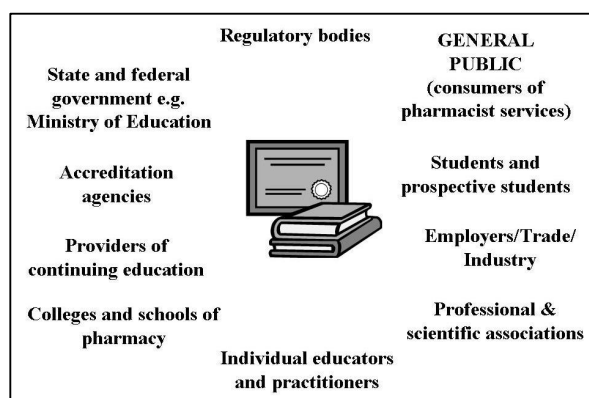 Regulatory bodies
GENERAL
PUBLIC
(consumers of
pharmacist services)
State and federal
government e.g.
Ministry of Education
Accreditation
agencies
Students and
prospective students
Providers of
continuing education
Employers/Trade/
Industry
Colleges and schools of
pharmacy
Professional &
scientific associations
Individual educators
and practitioners